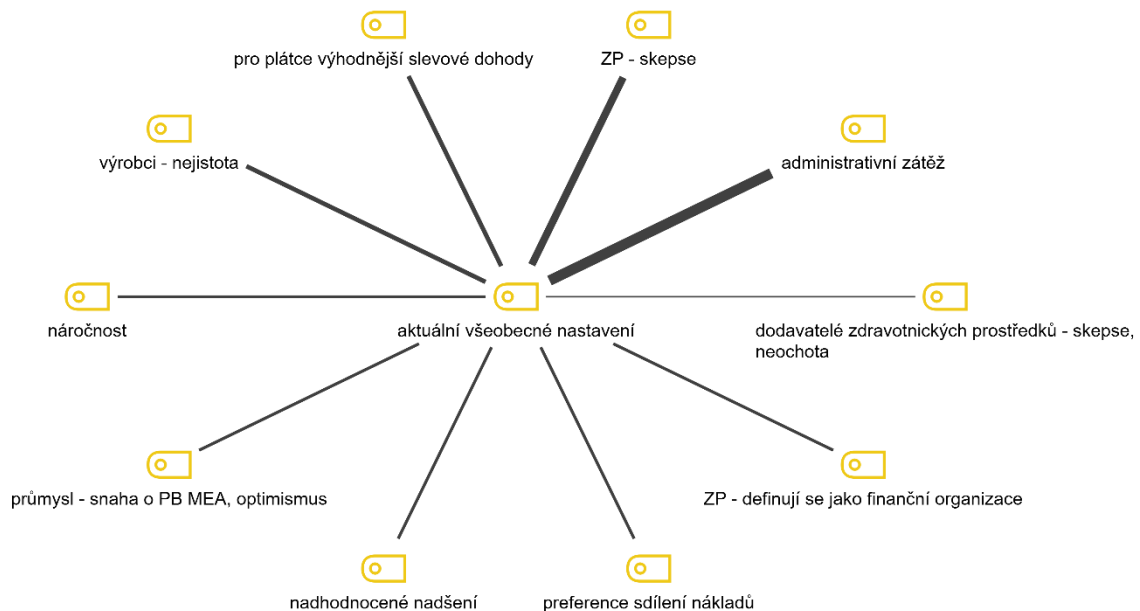 pro plátce výhodnější slevové dohody
ZP - skepse
výrobci - nejistota
administrativní zátěž
náročnost
aktuální všeobecné nastavení
dodavatelé zdravotnických prostředků - skepse,
neochota
průmysl - snaha o PB MEA, optimismus
ZP - definují se jako finanční organizace
nadhodnocené nadšení
preference sdílení nákladů